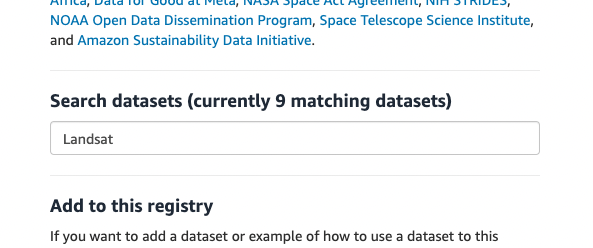 Africa, Data for Good at Meta, NASA Space Act Agreement, NIH STRIDES,
NOAA Open Data Dissemination Program, Space Telescope Science Institute,
and Amazon Sustainability Data Initiative.
Search datasets (currently 9 matching datasets)
Landsat
Add to this registry
If you want to add a dataset or example of how to use a dataset to this